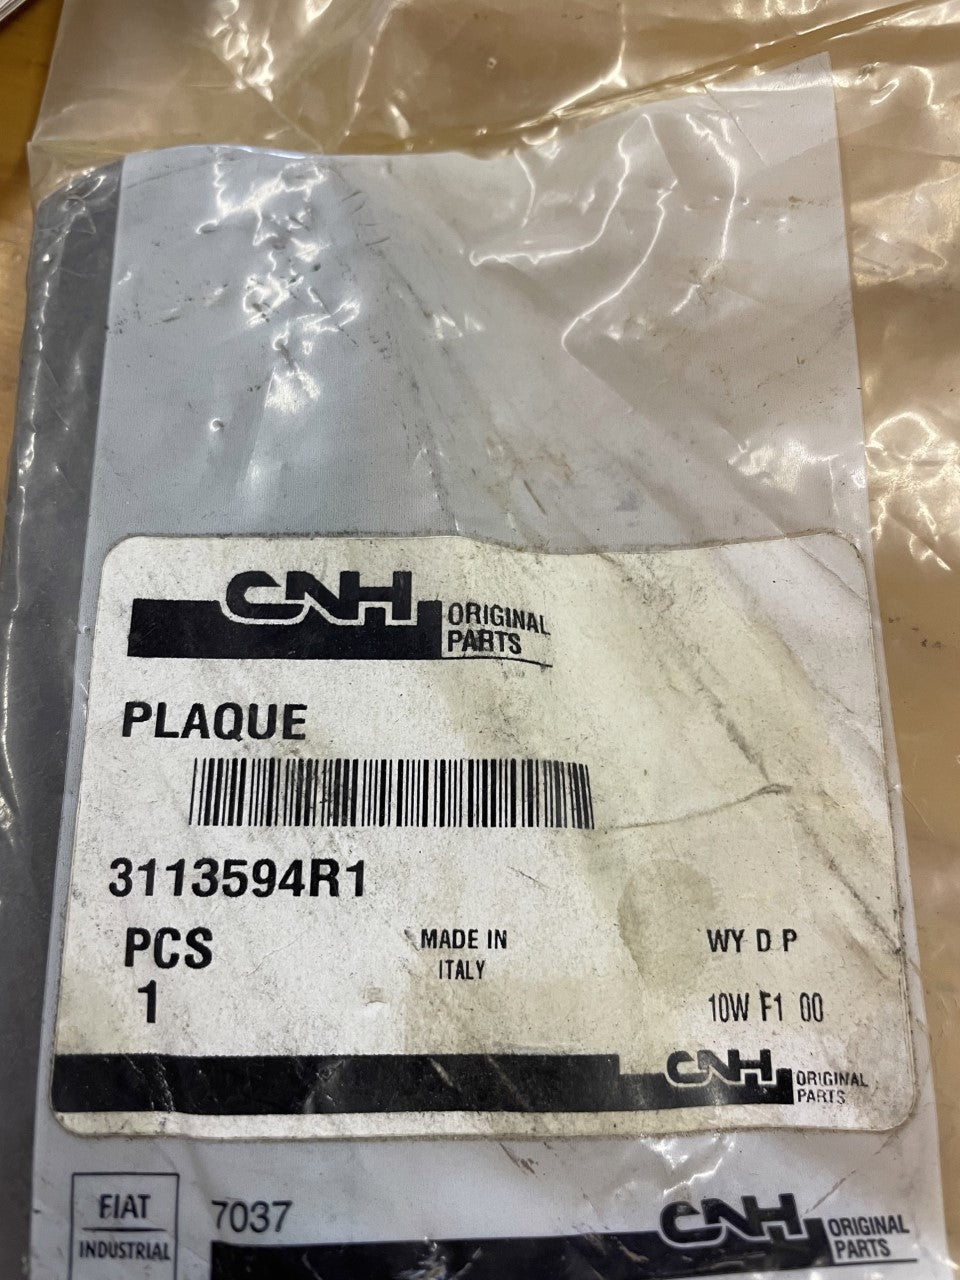 CNH ORIGINAL
PARTS
PLAQUE
3113594R1
PCS
1
MADE IN
ITALY
WY D P
10W F1 00
CNH ORIGINAL
PARTS
FIAT
INDUSTRIAL
7037
CNH ORIGINAL
PARTS